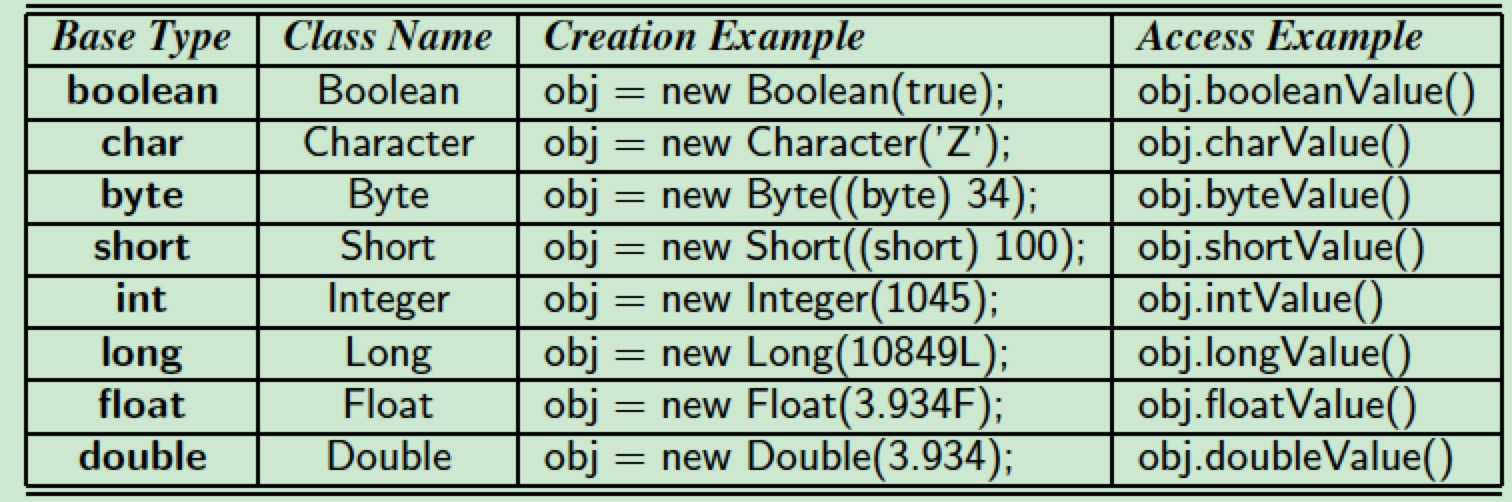 Base Type Class Name Creation Example Access Example
boolean Boolean obj = new Boolean(true); obj.booleanValue()
char Character obj = new Character('Z'); obj.charValue()
byte Byte obj = new Byte((byte) 34); obj.byteValue()
short Short obj = new Short((short) 100); obj.shortValue()
int Integer obj = new Integer(1045); obj.intValue()
long Long obj = new Long(10849L); obj.longValue()
float Float obj = new Float(3.934F); obj.floatValue()
double Double obj = new Double(3.934); obj.doubleValue()